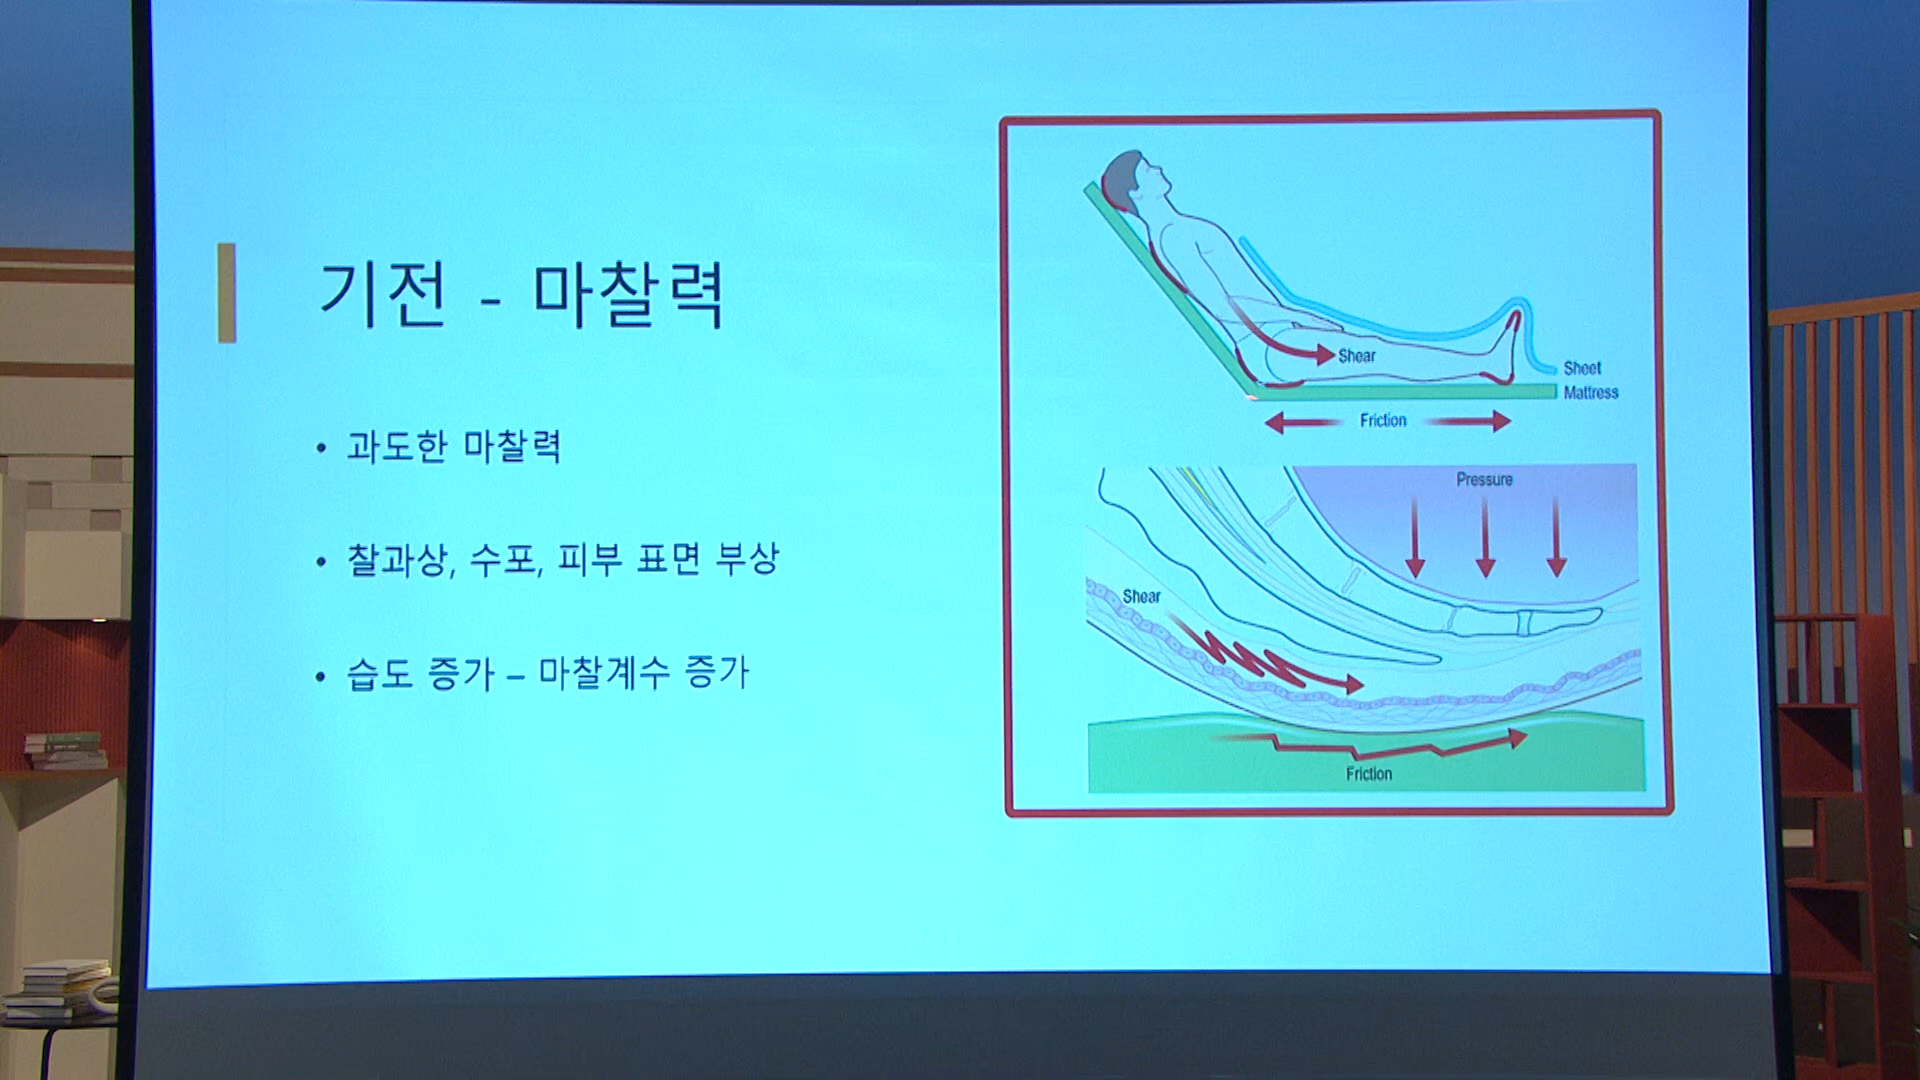 기전 - 마찰력
• 과도한 마찰력
• 찰과상, 수포, 피부 표면 부상
• 습도 증가 – 마찰계수 증가
Shear
Sheet
Mattress
Friction
Pressure
Shear
Friction